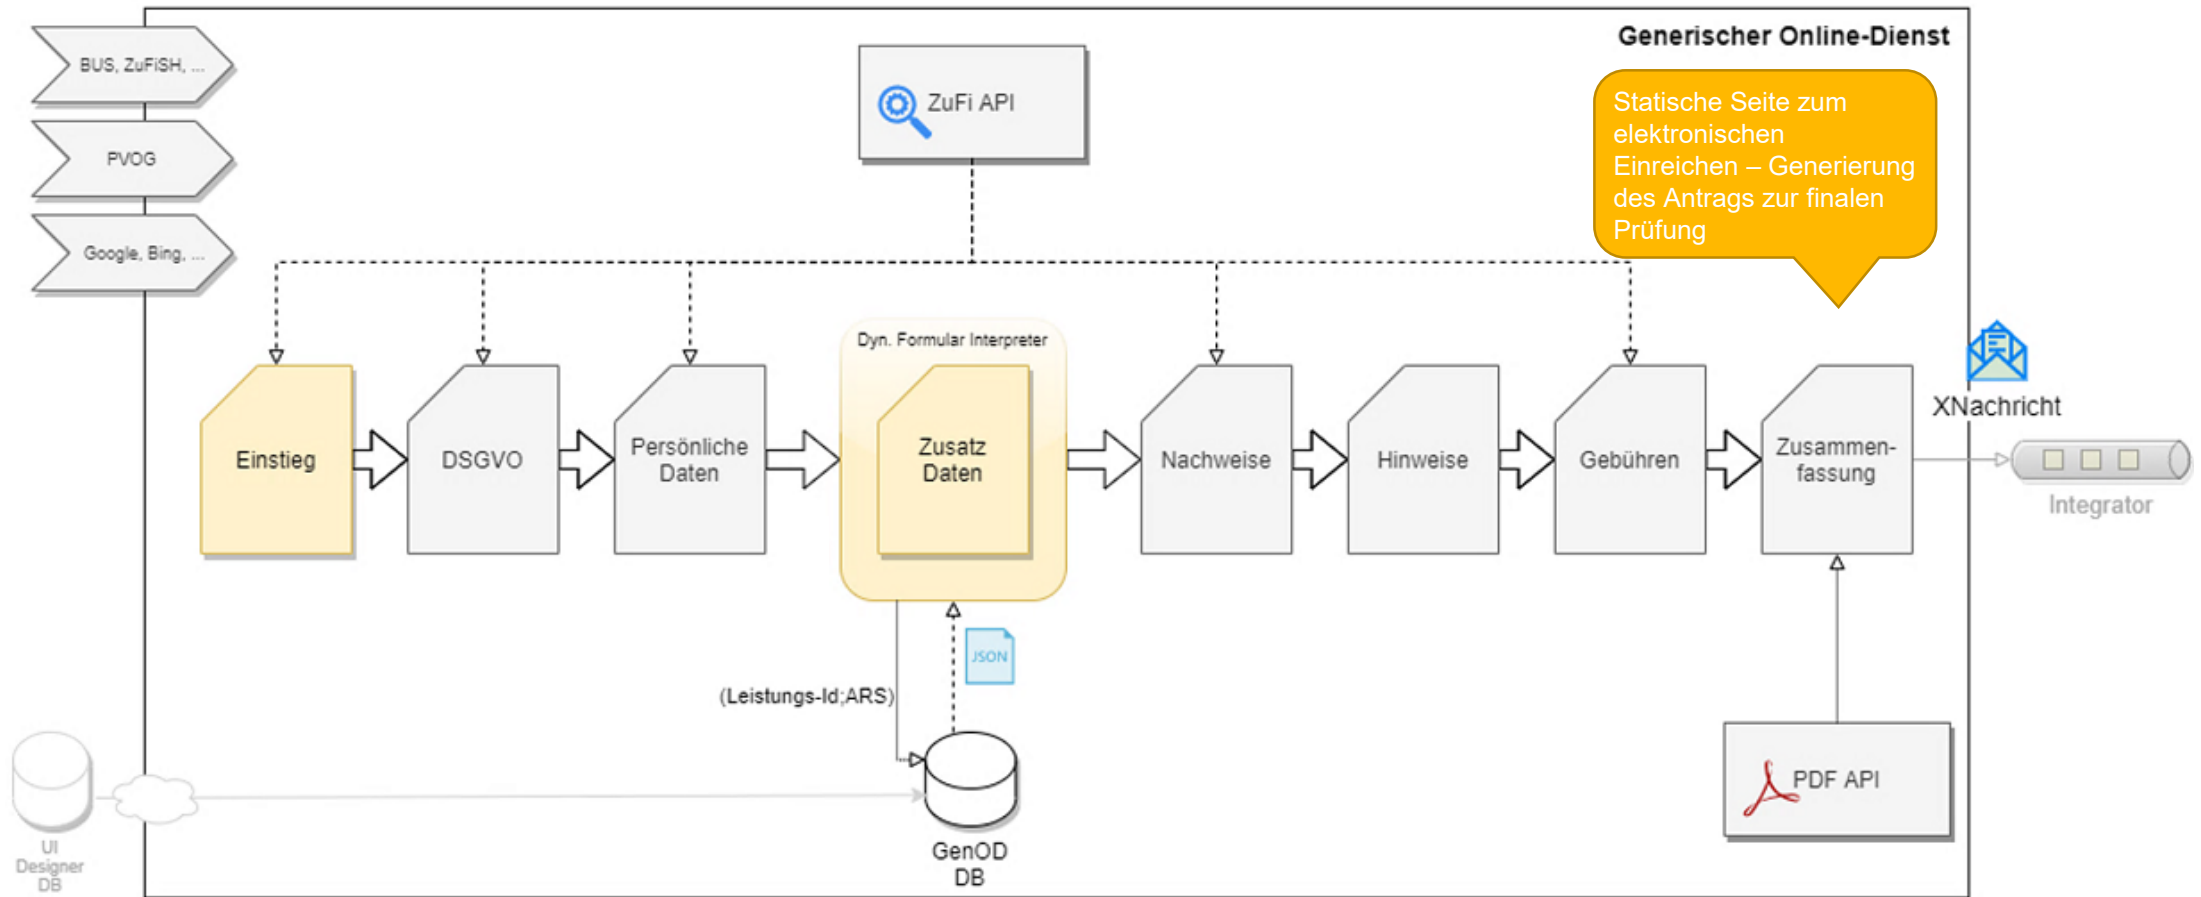 Generischer Online-Dienst
BUS, ZuFiSH, ...
PVOG
Google, Bing, ...
ZuFi API
Statische Seite zum
elektronischen
Einreichen – Generierung
des Antrags zur finalen
Prüfung
Dyn. Formular Interpreter
Einstieg
DSGVO
Persönliche
Daten
Zusatz
Daten
Nachweise
Hinweise
Gebühren
Zusammen-
fassung
XNachricht
Integrator
JSON
(Leistungs-Id;ARS)
PDF API
UI
Designer
DB
GenOD
DB